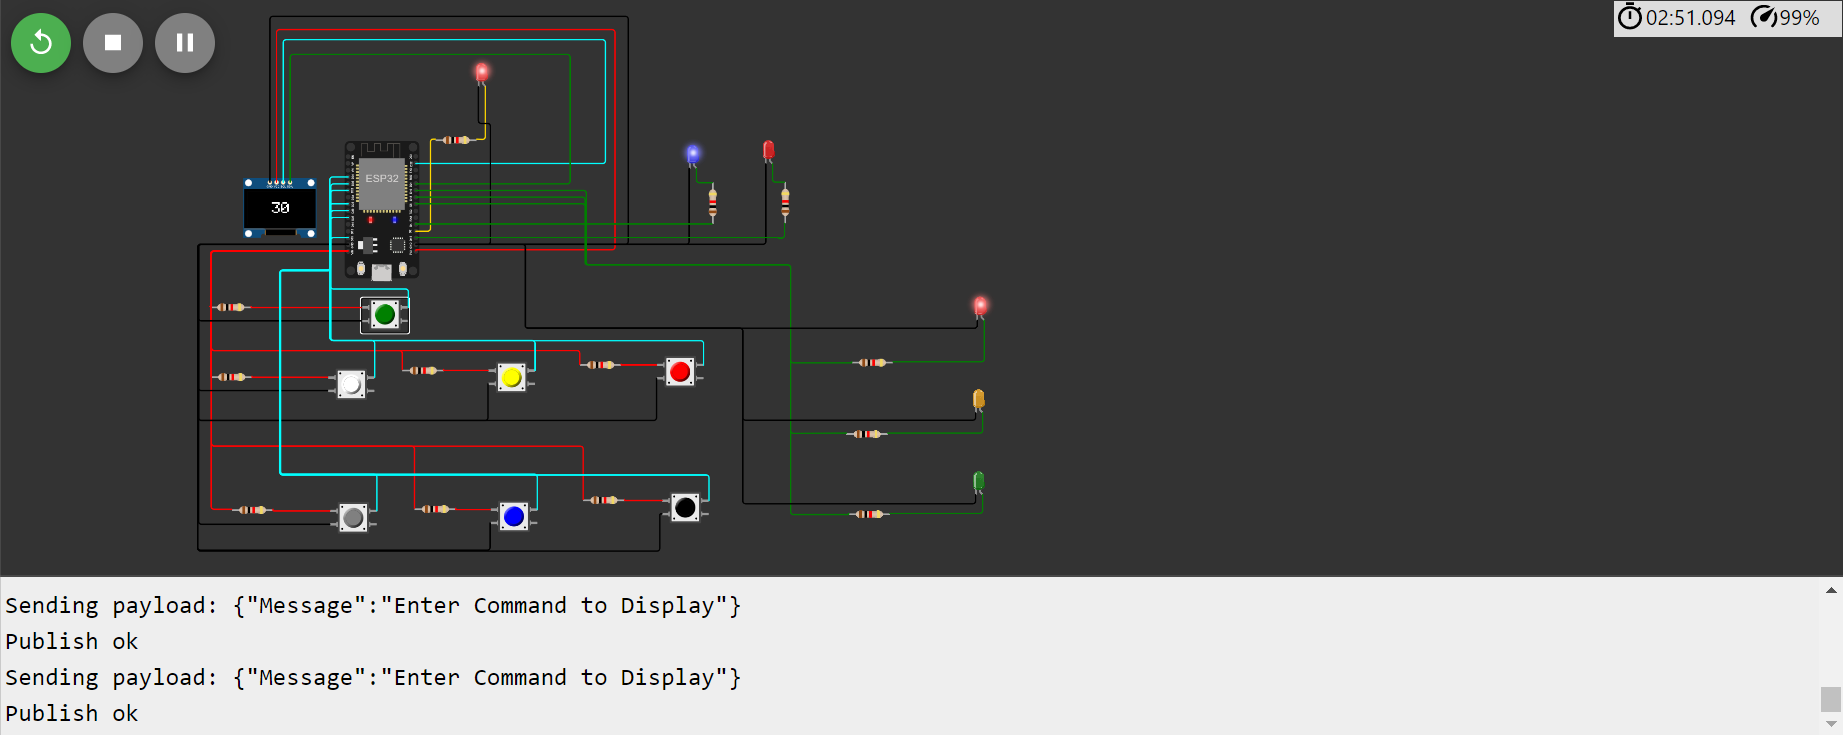 02:51.094 99%
ESP32
30
Sending payload: {"Message":"Enter Command to Display"}
Publish ok
Sending payload: {"Message":"Enter Command to Display"}
Publish ok